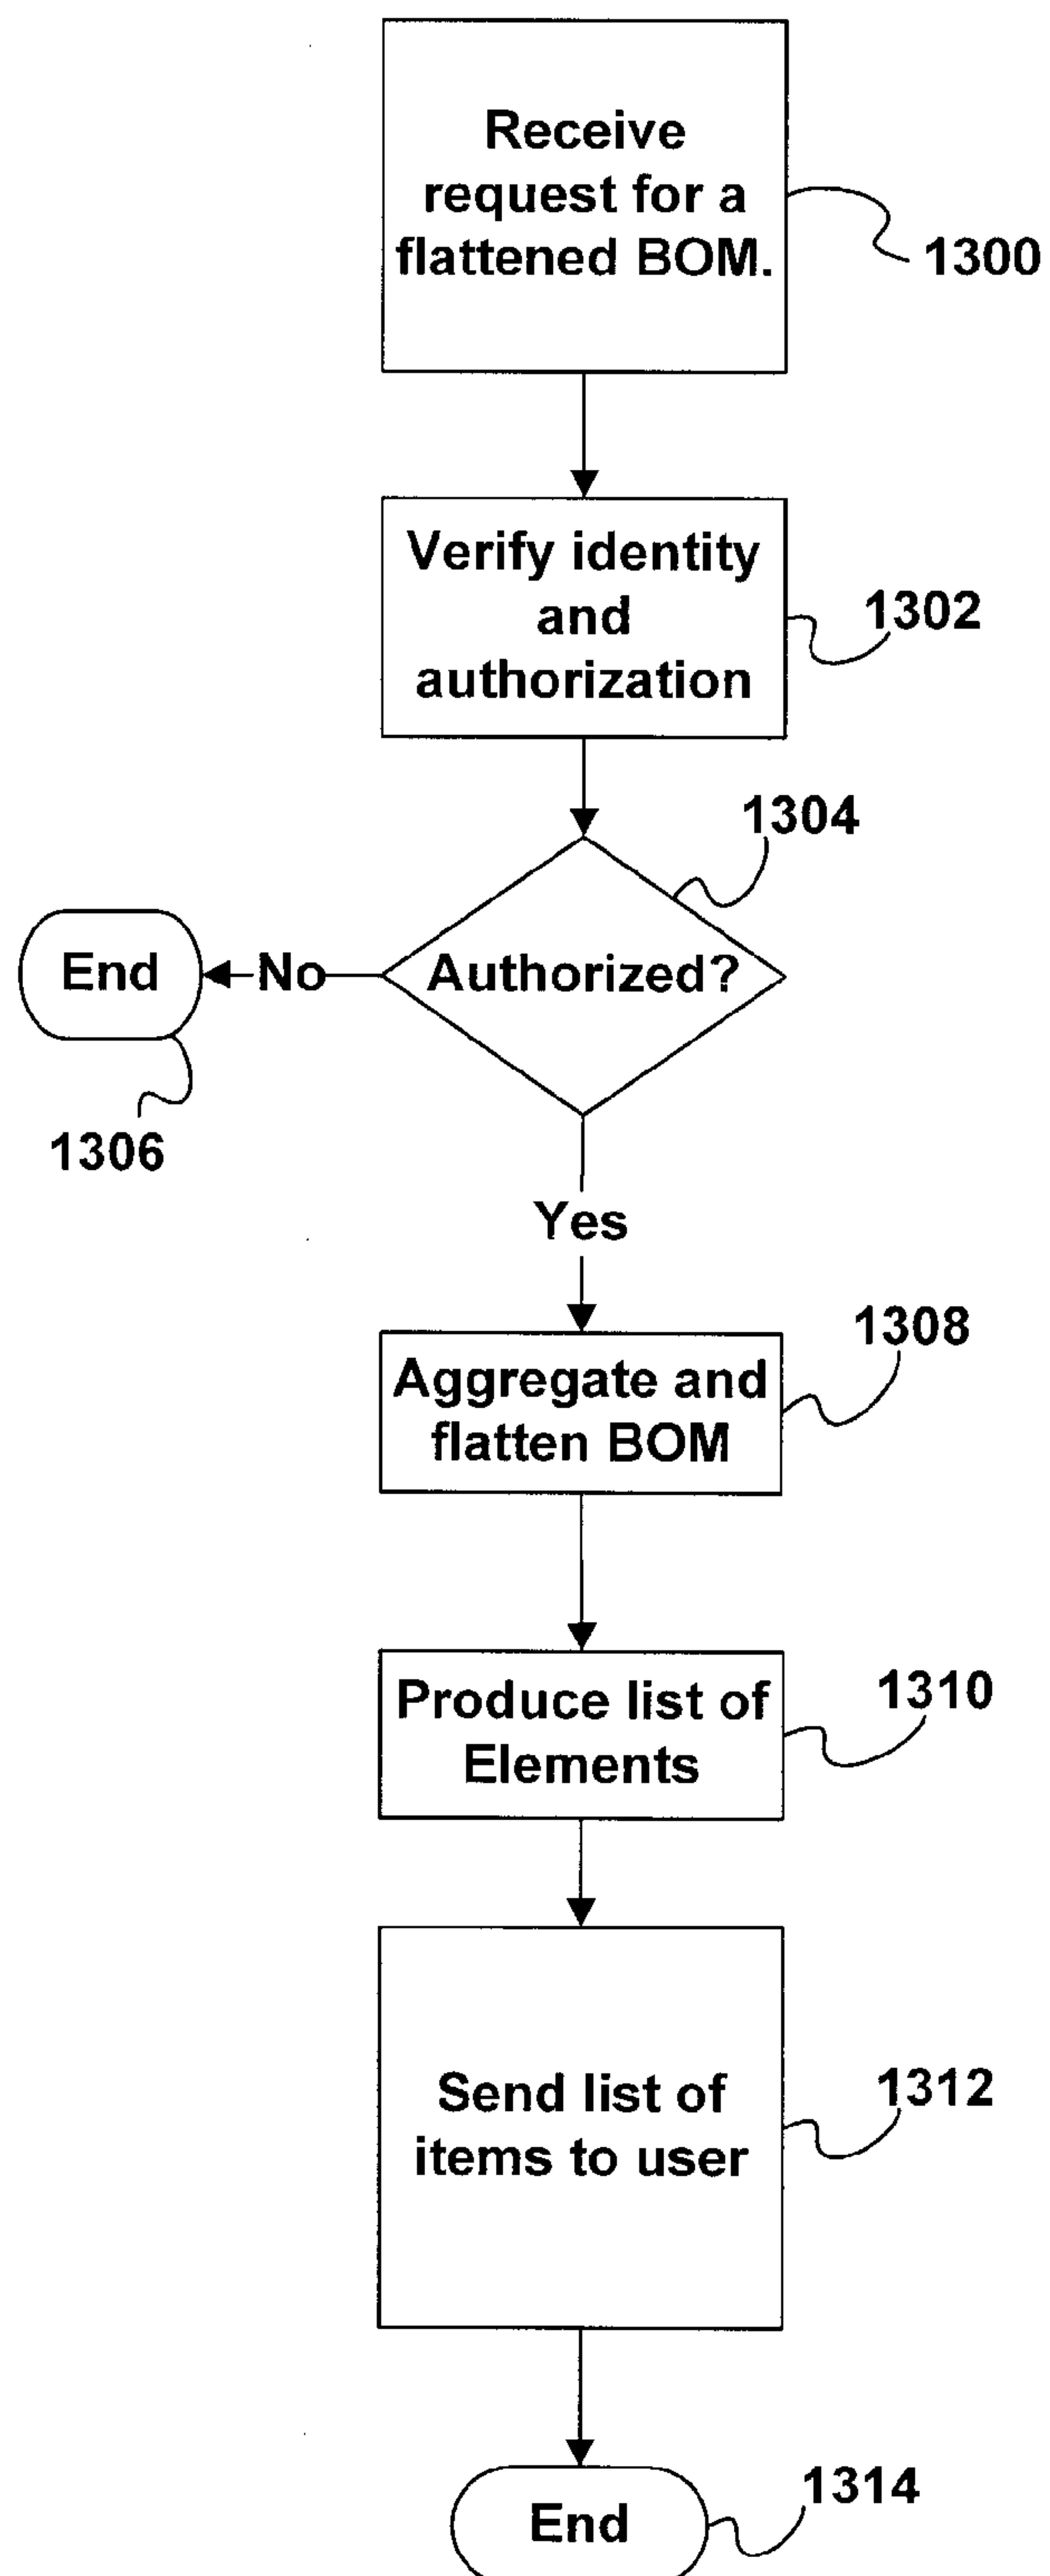 Receive
request for a
flattened BOM.
1300
Verify identity
and
authorization
1302
1304
Authorized?
No
End
1306
Yes
1308
Aggregate and
flatten BOM
1310
Produce list of
Elements
1312
Send list of
items to user
1314
End